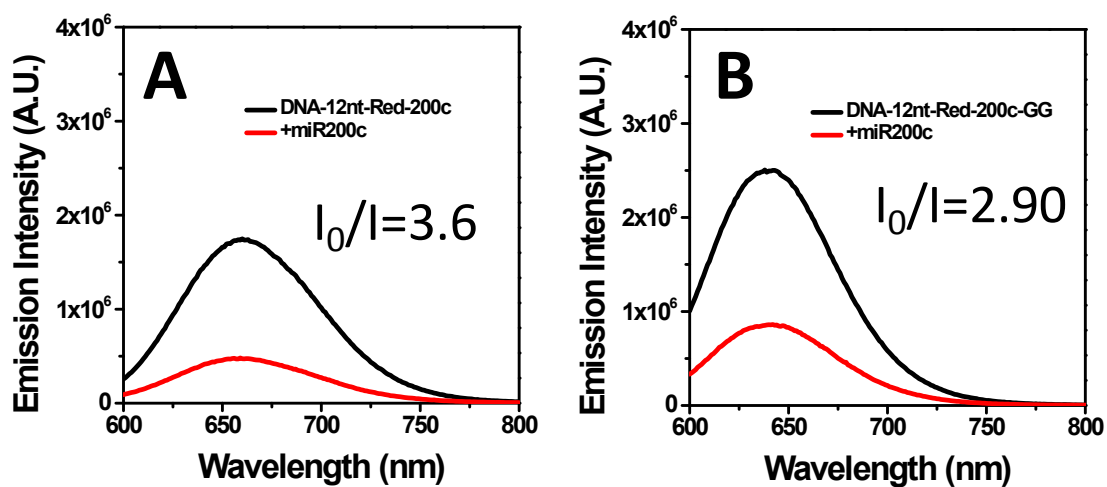 A
DNA-12nt-Red-200c
+miR200c
I₀/I=3.6
Emission Intensity (A.U.)
4x10⁶
3x10⁶
2x10⁶
1x10⁶
0
600 650 700 750 800
Wavelength (nm)
B
DNA-12nt-Red-200c-GG
+miR200c
I₀/I=2.90
Emission Intensity (A.U.)
4x10⁶
3x10⁶
2x10⁶
1x10⁶
0
600 650 700 750 800
Wavelength (nm)